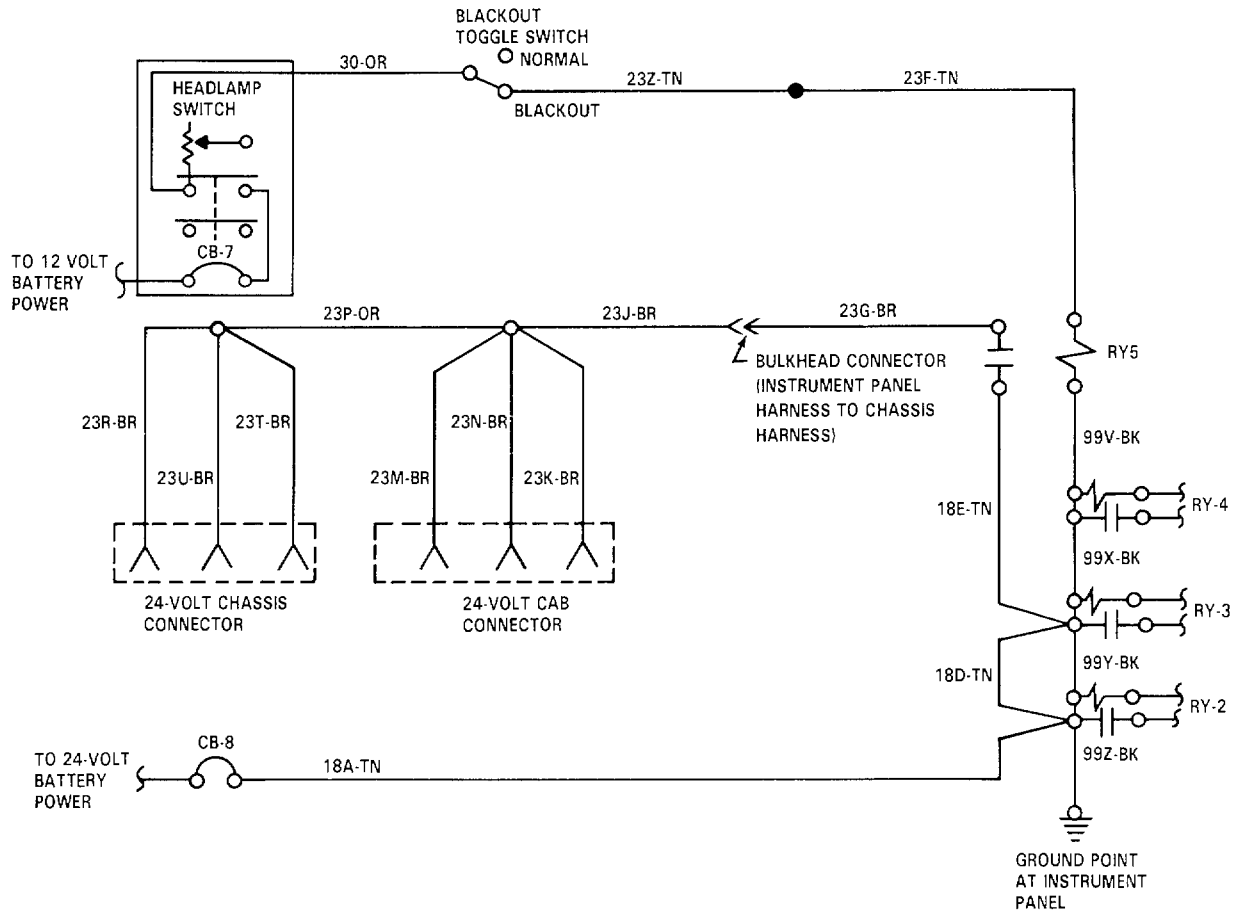 BLACKOUT
TOGGLE SWITCH
NORMAL
30-OR
23Z-TN
23F-TN
HEADLAMP
SWITCH
BLACKOUT
CB-7
TO 12 VOLT
BATTERY
POWER
23P-OR
23J-BR
23G-BR
BULKHEAD CONNECTOR
(INSTRUMENT PANEL
HARNESS TO CHASSIS
HARNESS)
RY5
23R-BR
23T-BR
23N-BR
23U-BR
23M-BR
23K-BR
99V-BK
18E-TN
RY-4
99X-BK
24-VOLT CHASSIS
CONNECTOR
24-VOLT CAB
CONNECTOR
RY-3
99Y-BK
18D-TN
RY-2
99Z-BK
TO 24-VOLT
BATTERY
POWER
CB-8
18A-TN
GROUND POINT
AT INSTRUMENT
PANEL